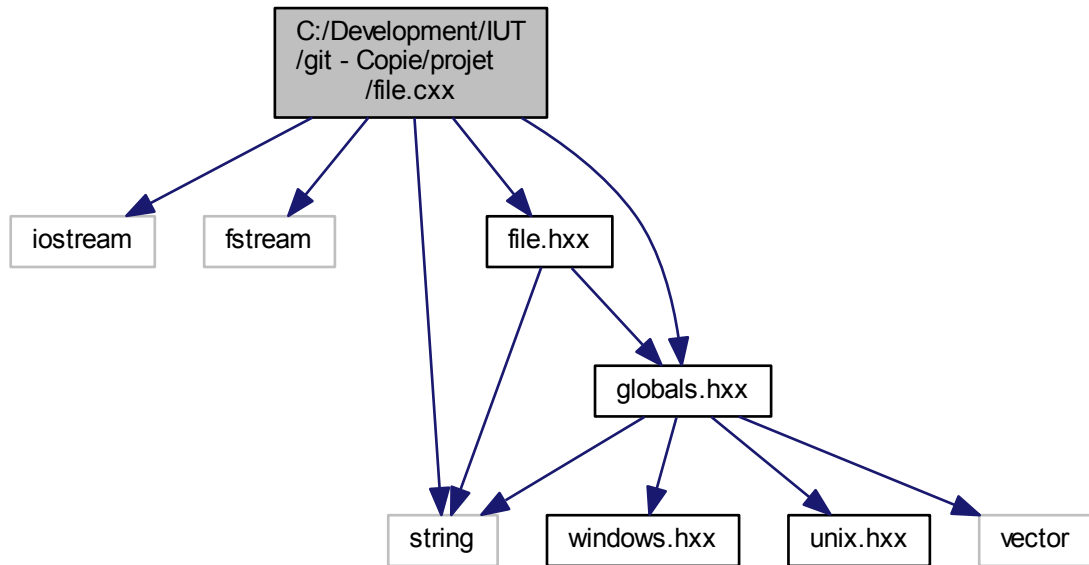 C:/Development/IUT
/git - Copie/projet
/file.cxx
iostream
fstream
file.hxx
globals.hxx
string
windows.hxx
unix.hxx
vector